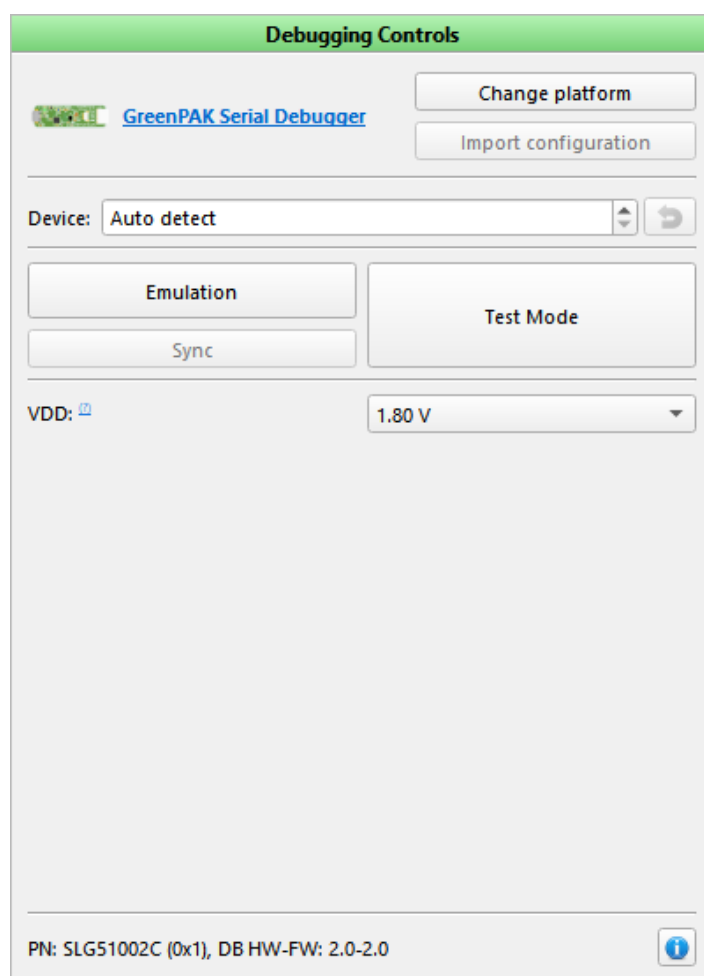 Debugging Controls
GreenPAK Serial Debugger
Change platform
Import configuration
Device: Auto detect
Emulation
Test Mode
Sync
VDD: 1.80 V
PN: SLG51002C (0x1), DB HW-FW: 2.0-2.0